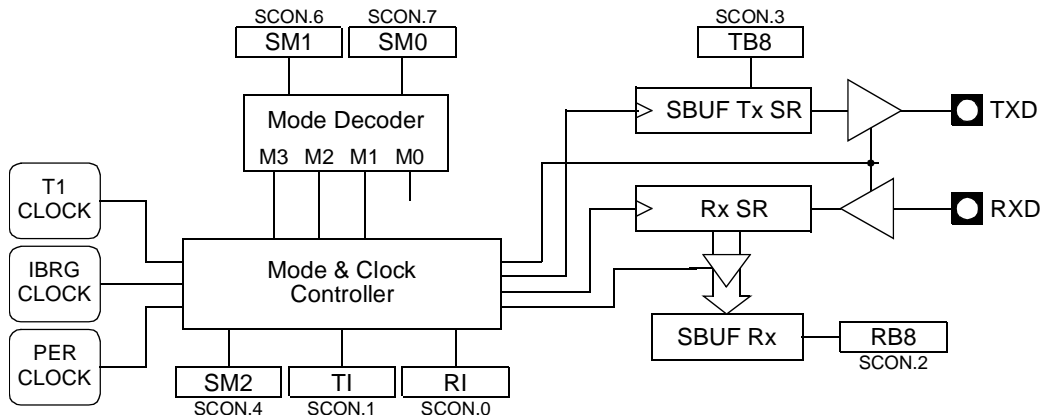 SCON.6
SCON.7
SCON.3
SM1
SM0
TB8
Mode Decoder
M3 M2 M1 M0
SBUF Tx SR
TXD
T1
CLOCK
Rx SR
RXD
IBRG
CLOCK
Mode & Clock
Controller
PER
CLOCK
SBUF Rx
RB8
SCON.2
SM2
TI
RI
SCON.4
SCON.1
SCON.0